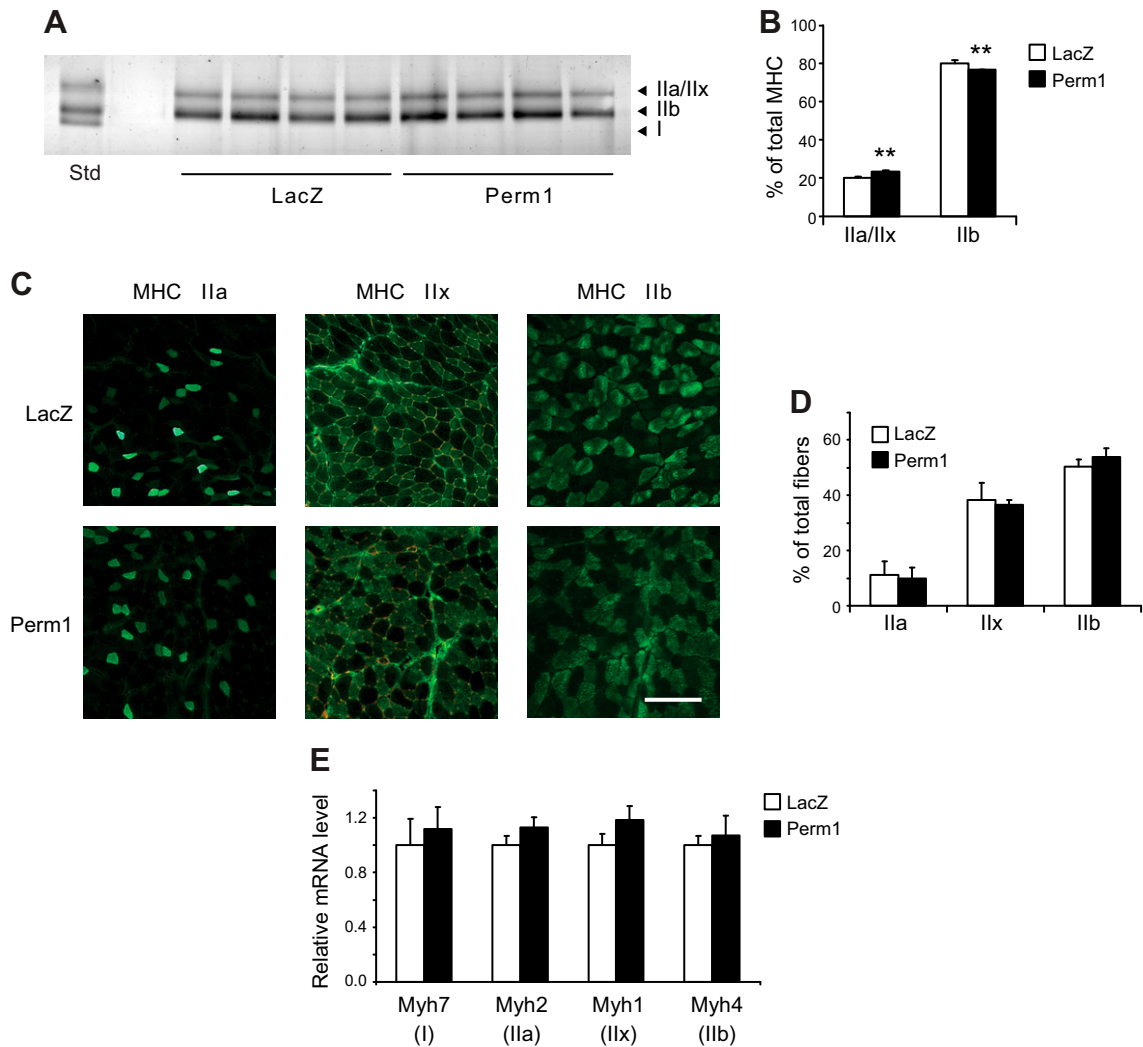 A
IIa/IIx
IIb
I
Std
LacZ
Perm1
B
% of total MHC
100
80
60
40
20
0
**
**
IIa/IIx
IIb
LacZ
Perm1
C
MHC IIa
MHC IIx
MHC IIb
LacZ
Perm1
D
% of total fibers
60
40
20
0
LacZ
Perm1
IIa
IIx
IIb
E
Relative mRNA level
1.2
0.8
0.4
0.0
LacZ
Perm1
Myh7
(I)
Myh2
(IIa)
Myh1
(IIx)
Myh4
(IIb)